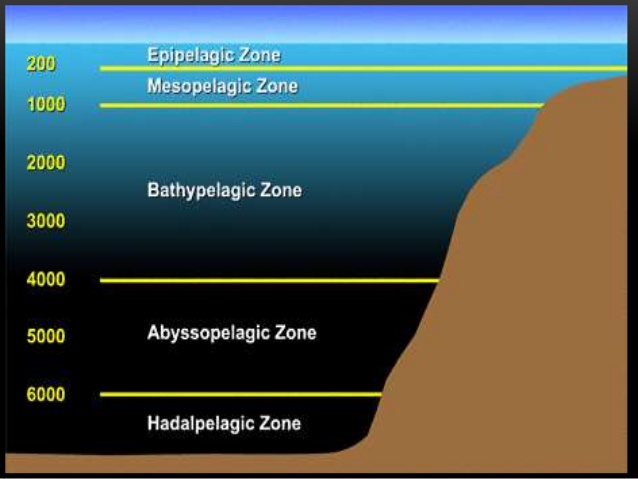 Epipelagic Zone
200
Mesopelagic Zone
1000
2000
Bathypelagic Zone
3000
4000
Abyssopelagic Zone
5000
6000
Hadalpelagic Zone